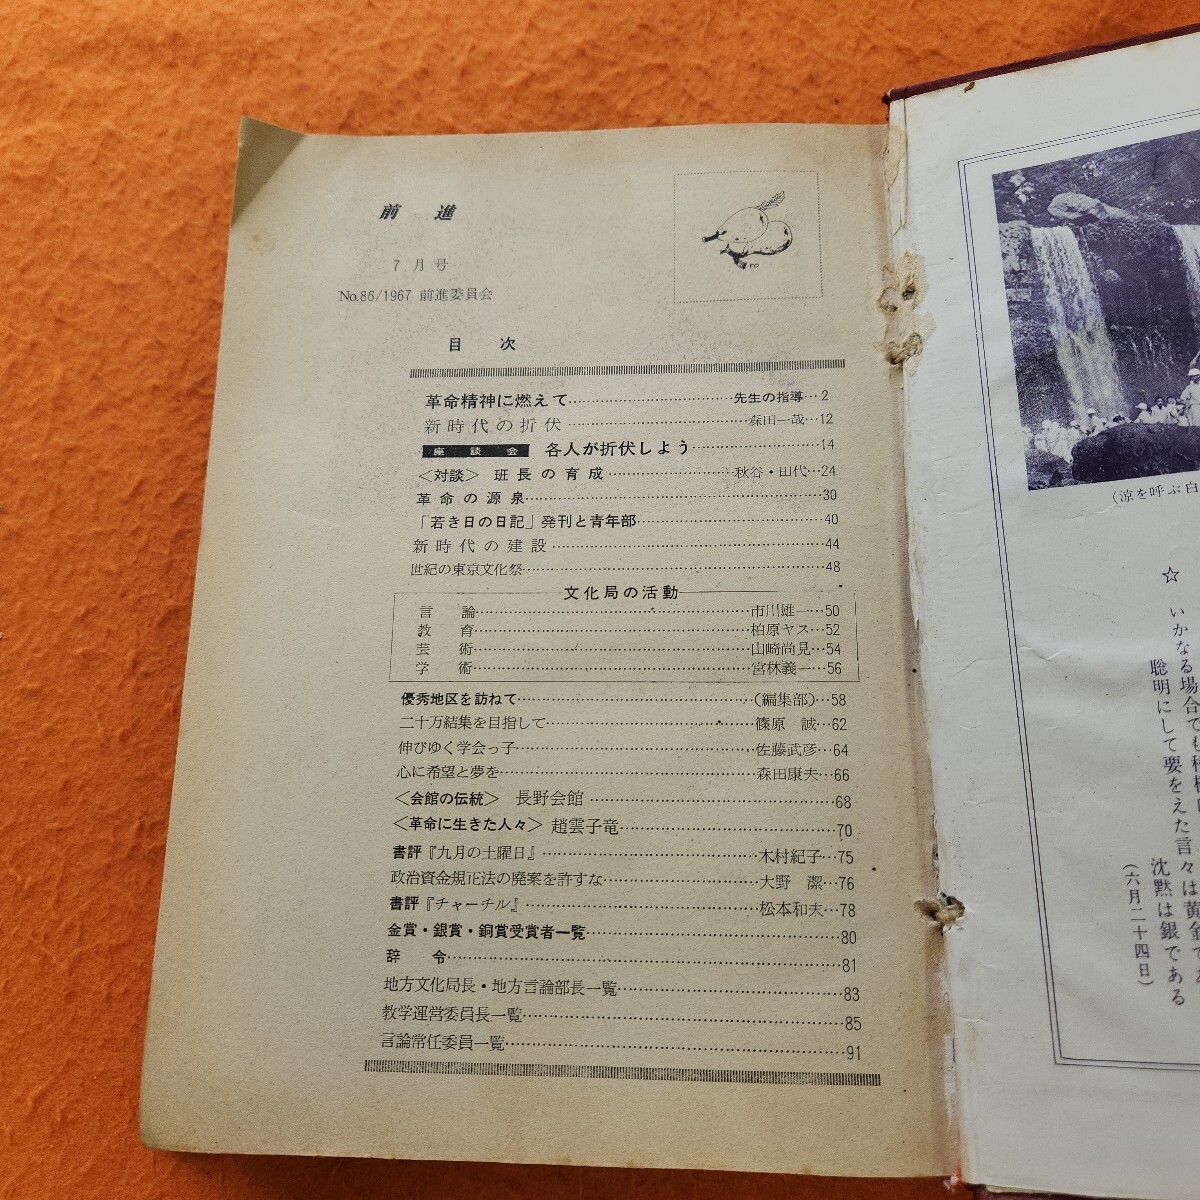 前進
7月号
No.86/1967 前進委員会
目次
革命精神に燃えて……先生の指導…2
新時代の折伏……森田一哉…12
座談会 各人が折伏しよう……14
＜対談＞ 班長の育成……秋谷・田代…24
革命の源泉……30
「若き日の日記」発刊と青年部……40
新時代の建設……44
世紀の東京文化祭……48
文化局の活動
言論……市川雄一…50
教育……柏原ヤス…52
芸術……山崎尚見…54
学術……宮林義一…56
優秀地区を訪ねて……(編集部)…58
二十万結集を目指して……篠原 誠…62
伸びゆく学会っ子……佐藤武彦…64
心に希望と夢を……森田康夫…66
＜会館の伝統＞ 長野会館……68
＜革命に生きた人々＞ 趙雲子竜……70
書評『九月の土曜日』……木村紀子…75
政治資金規正法の廃案を許すな……大野 潔…76
書評『チャーチル』……松本和夫…78
金賞・銀賞・銅賞受賞者一覧……80
辞令……81
地方文化局長・地方言論部長一覧……83
教学運営委員長一覧……85
言論常任委員一覧……91
(涼を呼ぶ白
☆
いかなる場合でも
聡明にして要をえた言々は黄金であ
沈黙は銀である
(六月二十四日)